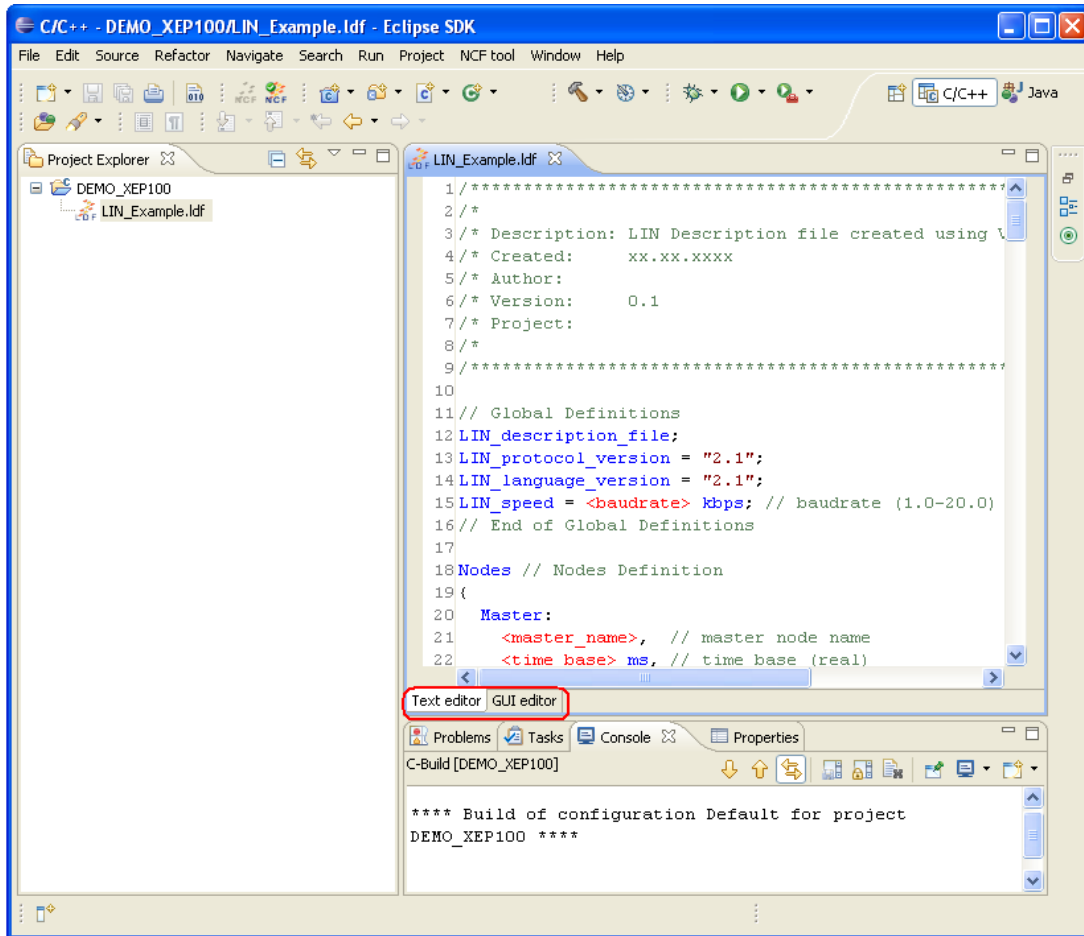 C/C++ - DEMO_XEP100/LIN_Example.ldf - Eclipse SDK
File Edit Source Refactor Navigate Search Run Project NCF tool Window Help
010 NCF NCF C/C++ Java
Project Explorer
LIN_Example.ldf
DEMO_XEP100
LIN_Example.ldf
1 /***************************************************
2 /*
3 /* Description: LIN Description file created using V
4 /* Created: xx.xx.xxxx
5 /* Author:
6 /* Version: 0.1
7 /* Project:
8 /*
9 /***************************************************
10
11 // Global Definitions
12 LIN_description_file;
13 LIN_protocol_version = "2.1";
14 LIN_language_version = "2.1";
15 LIN_speed = <baudrate> kbps; // baudrate (1.0-20.0)
16 // End of Global Definitions
17
18 Nodes // Nodes Definition
19 {
20 Master:
21 <master_name>, // master node name
22 <time base> ms, // time base (real)
Text editor GUI editor
Problems Tasks Console Properties
C-Build [DEMO_XEP100]
**** Build of configuration Default for project
DEMO_XEP100 ****